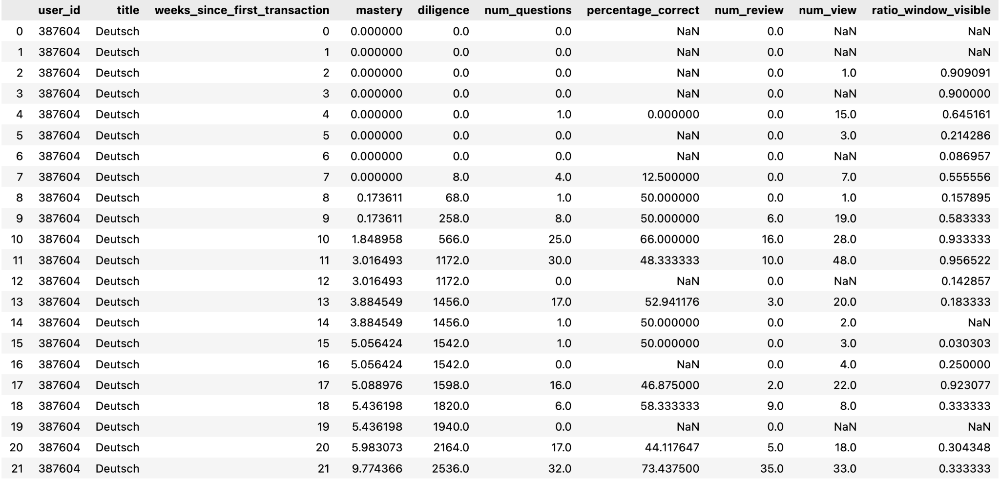 user_id title weeks_since_first_transaction mastery diligence num_questions percentage_correct num_review num_view ratio_window_visible
0 387604 Deutsch 0 0.000000 0.0 0.0 NaN 0.0 NaN NaN
1 387604 Deutsch 1 0.000000 0.0 0.0 NaN 0.0 NaN NaN
2 387604 Deutsch 2 0.000000 0.0 0.0 NaN 0.0 1.0 0.909091
3 387604 Deutsch 3 0.000000 0.0 0.0 NaN 0.0 NaN 0.900000
4 387604 Deutsch 4 0.000000 0.0 1.0 0.000000 0.0 15.0 0.645161
5 387604 Deutsch 5 0.000000 0.0 0.0 NaN 0.0 3.0 0.214286
6 387604 Deutsch 6 0.000000 0.0 0.0 NaN 0.0 NaN 0.086957
7 387604 Deutsch 7 0.000000 8.0 4.0 12.500000 0.0 7.0 0.555556
8 387604 Deutsch 8 0.173611 68.0 1.0 50.000000 0.0 1.0 0.157895
9 387604 Deutsch 9 0.173611 258.0 8.0 50.000000 6.0 19.0 0.583333
10 387604 Deutsch 10 1.848958 566.0 25.0 66.000000 16.0 28.0 0.933333
11 387604 Deutsch 11 3.016493 1172.0 30.0 48.333333 10.0 48.0 0.956522
12 387604 Deutsch 12 3.016493 1172.0 0.0 NaN 0.0 NaN 0.142857
13 387604 Deutsch 13 3.884549 1456.0 17.0 52.941176 3.0 20.0 0.183333
14 387604 Deutsch 14 3.884549 1456.0 1.0 50.000000 0.0 2.0 NaN
15 387604 Deutsch 15 5.056424 1542.0 1.0 50.000000 0.0 3.0 0.030303
16 387604 Deutsch 16 5.056424 1542.0 0.0 NaN 0.0 4.0 0.250000
17 387604 Deutsch 17 5.088976 1598.0 16.0 46.875000 2.0 22.0 0.923077
18 387604 Deutsch 18 5.436198 1820.0 6.0 58.333333 9.0 8.0 0.333333
19 387604 Deutsch 19 5.436198 1940.0 0.0 NaN 0.0 NaN NaN
20 387604 Deutsch 20 5.983073 2164.0 17.0 44.117647 5.0 18.0 0.304348
21 387604 Deutsch 21 9.774366 2536.0 32.0 73.437500 35.0 33.0 0.333333